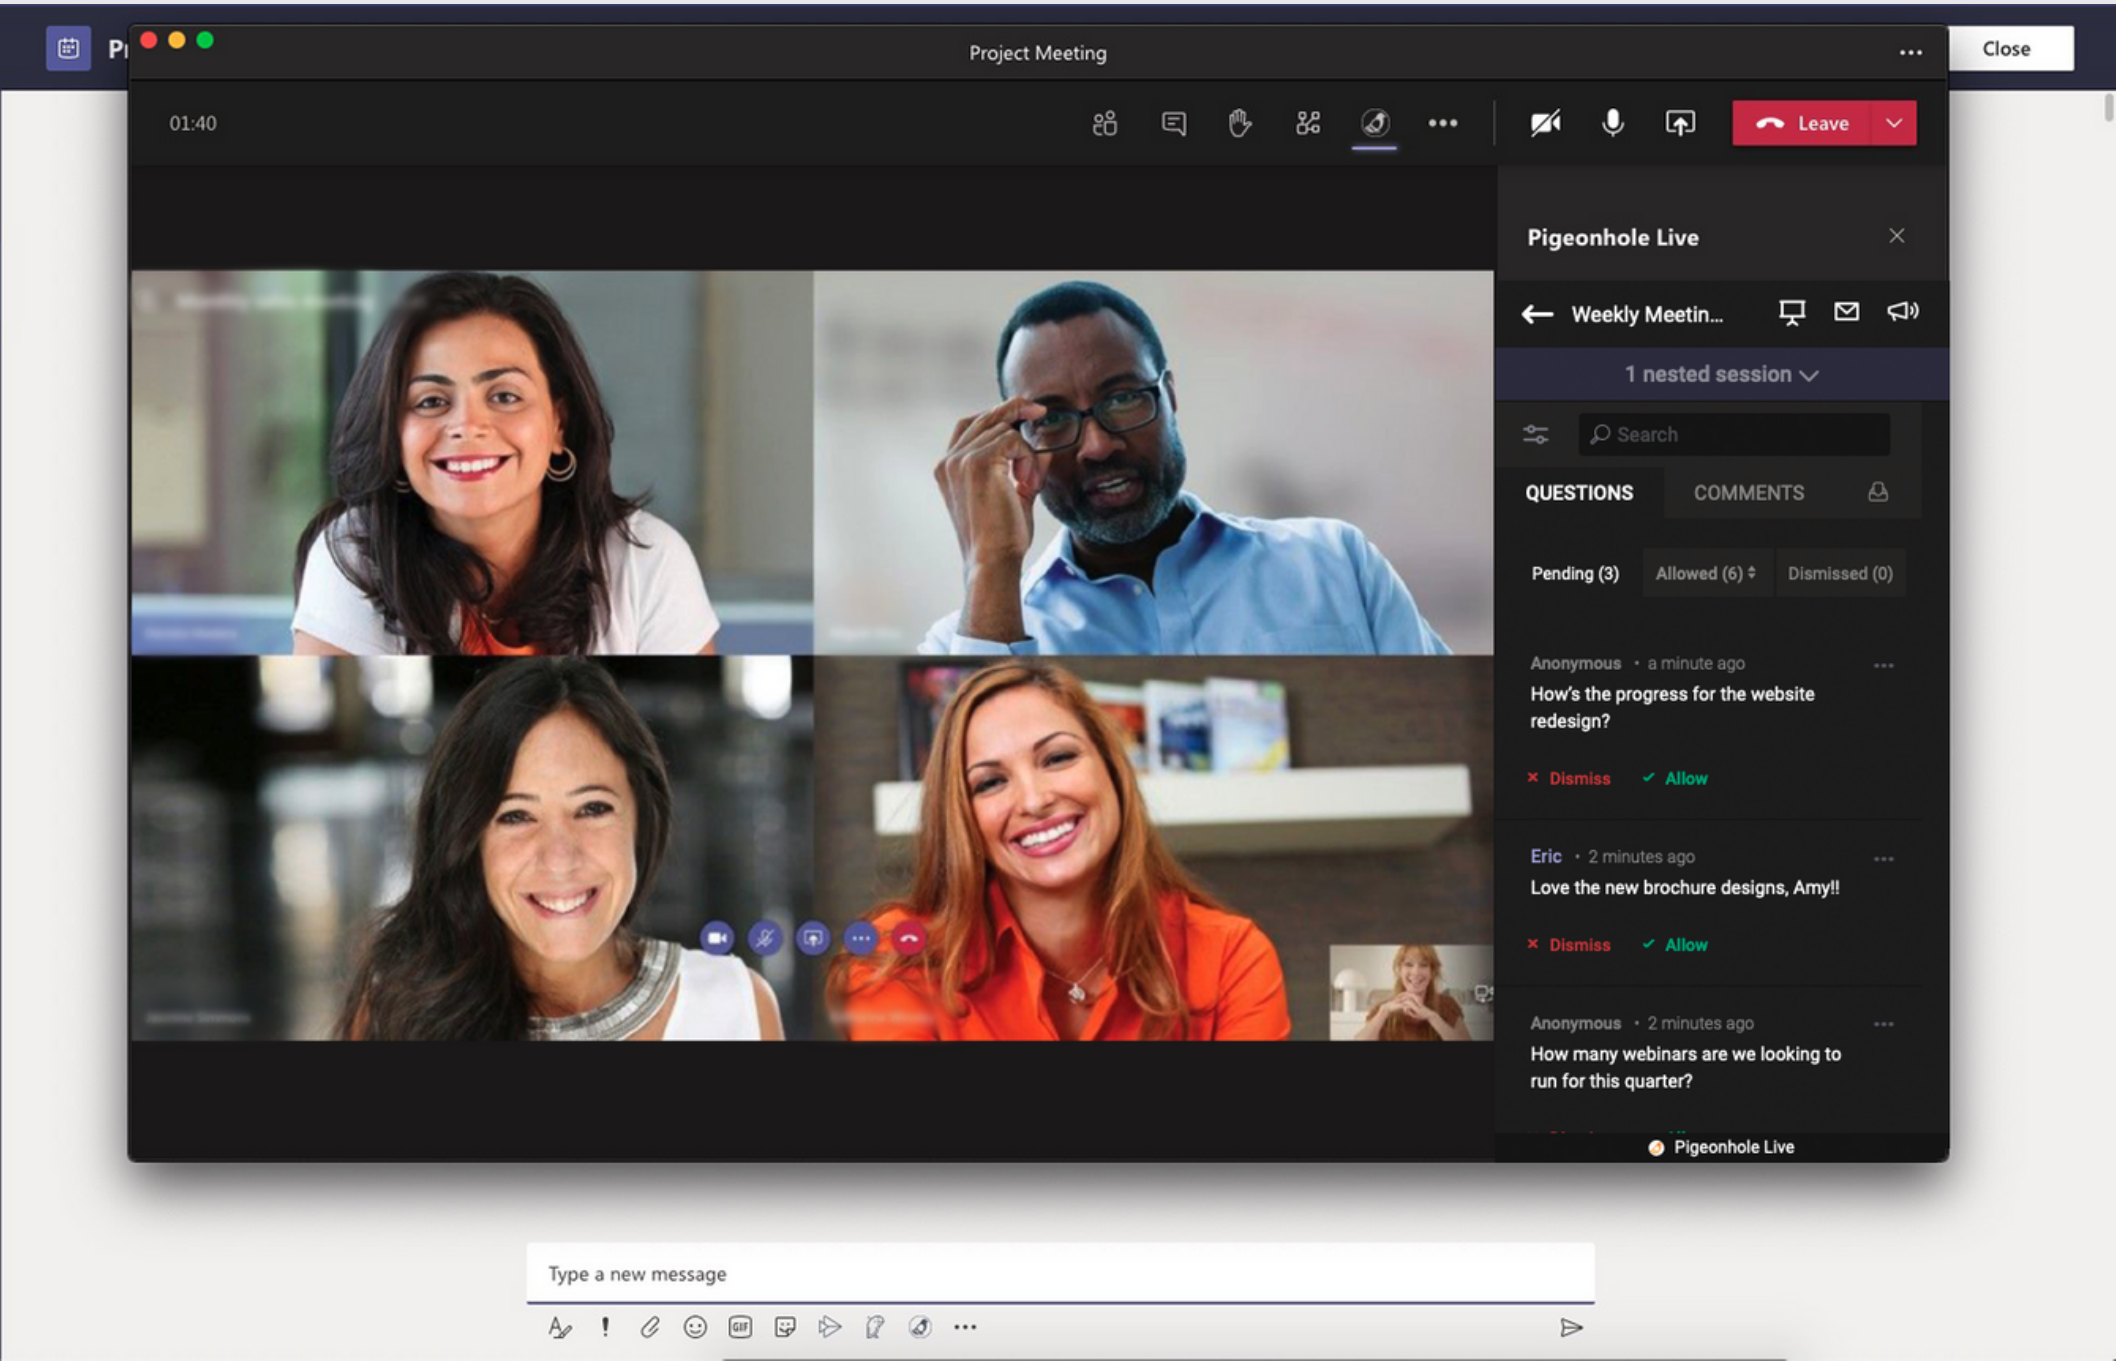 Project Meeting
Close
01:40
Leave
Pigeonhole Live
Weekly Meetin...
1 nested session
Search
QUESTIONS COMMENTS
Pending (3) Allowed (6) Dismissed (0)
Anonymous • a minute ago
How's the progress for the website
redesign?
× Dismiss ✓ Allow
Eric • 2 minutes ago
Love the new brochure designs, Amy!!
× Dismiss ✓ Allow
Anonymous • 2 minutes ago
How many webinars are we looking to
run for this quarter?
Pigeonhole Live
Type a new message
GIF